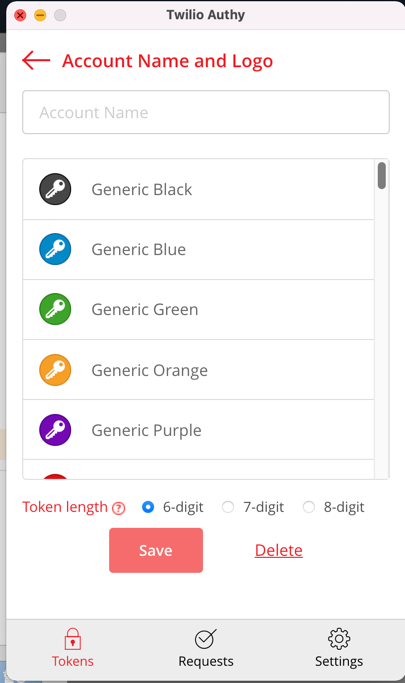 Twilio Authy
Account Name and Logo
Account Name
Generic Black
Generic Blue
Generic Green
Generic Orange
Generic Purple
Token length ? 6-digit 7-digit 8-digit
Save Delete
Tokens Requests Settings